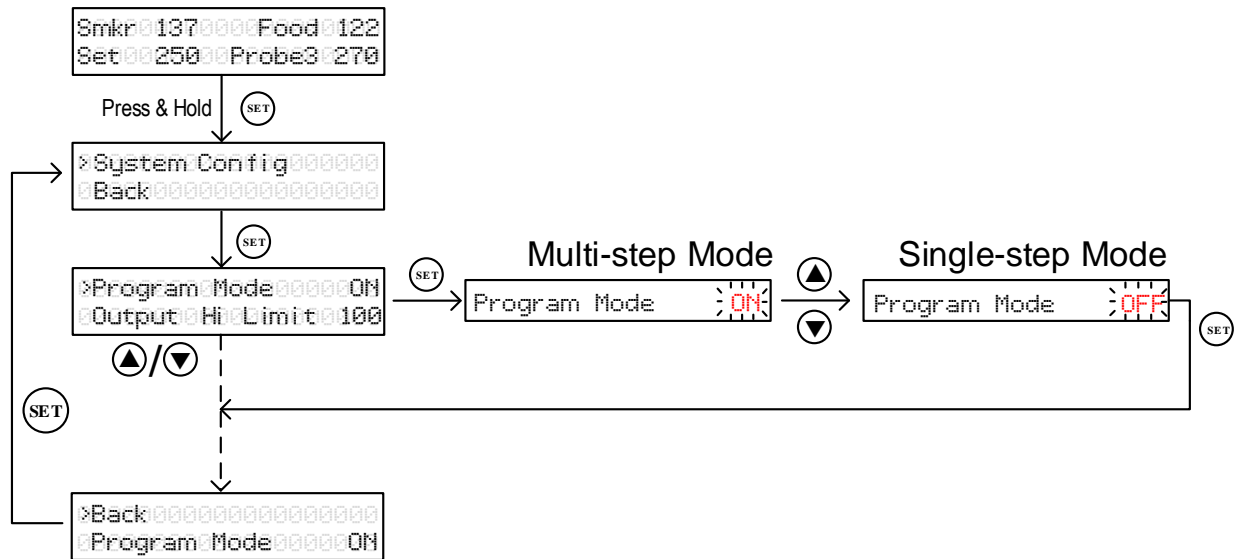 Smkr 137 Food 122
Set 250 Probe3 270
Press & Hold SET
>System Config
Back
SET
Multi-step Mode
Single-step Mode
>Program Mode ON
Output Hi Limit 100
SET
Program Mode ON
Program Mode OFF
SET
/
SET
>Back
Program Mode ON